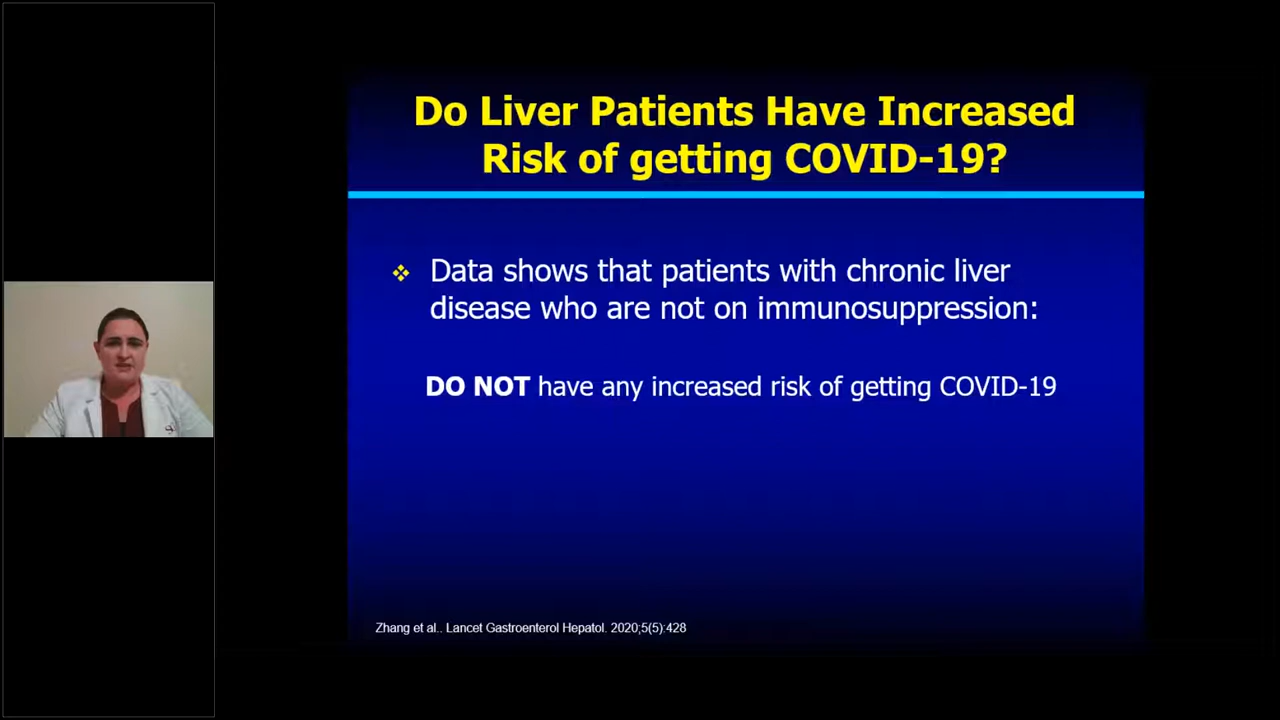 Do Liver Patients Have Increased
Risk of getting COVID-19?
Data shows that patients with chronic liver
disease who are not on immunosuppression:
DO NOT have any increased risk of getting COVID-19
Zhang et al.. Lancet Gastroenterol Hepatol. 2020;5(5):428